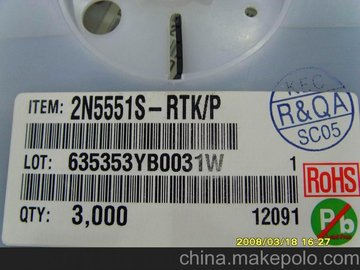 ITEM: 2N5551S-RTK/P
KEC
R&QA
SC05
LOT: 635353YB0031W 1
RoHS
QTY: 3,000 12091
Pb
2008/03/18 16:27
china.makepolo.com